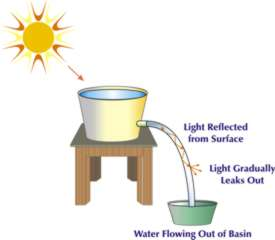 Light Reflected
from Surface
Light Gradually
Leaks Out
Water Flowing Out of Basin